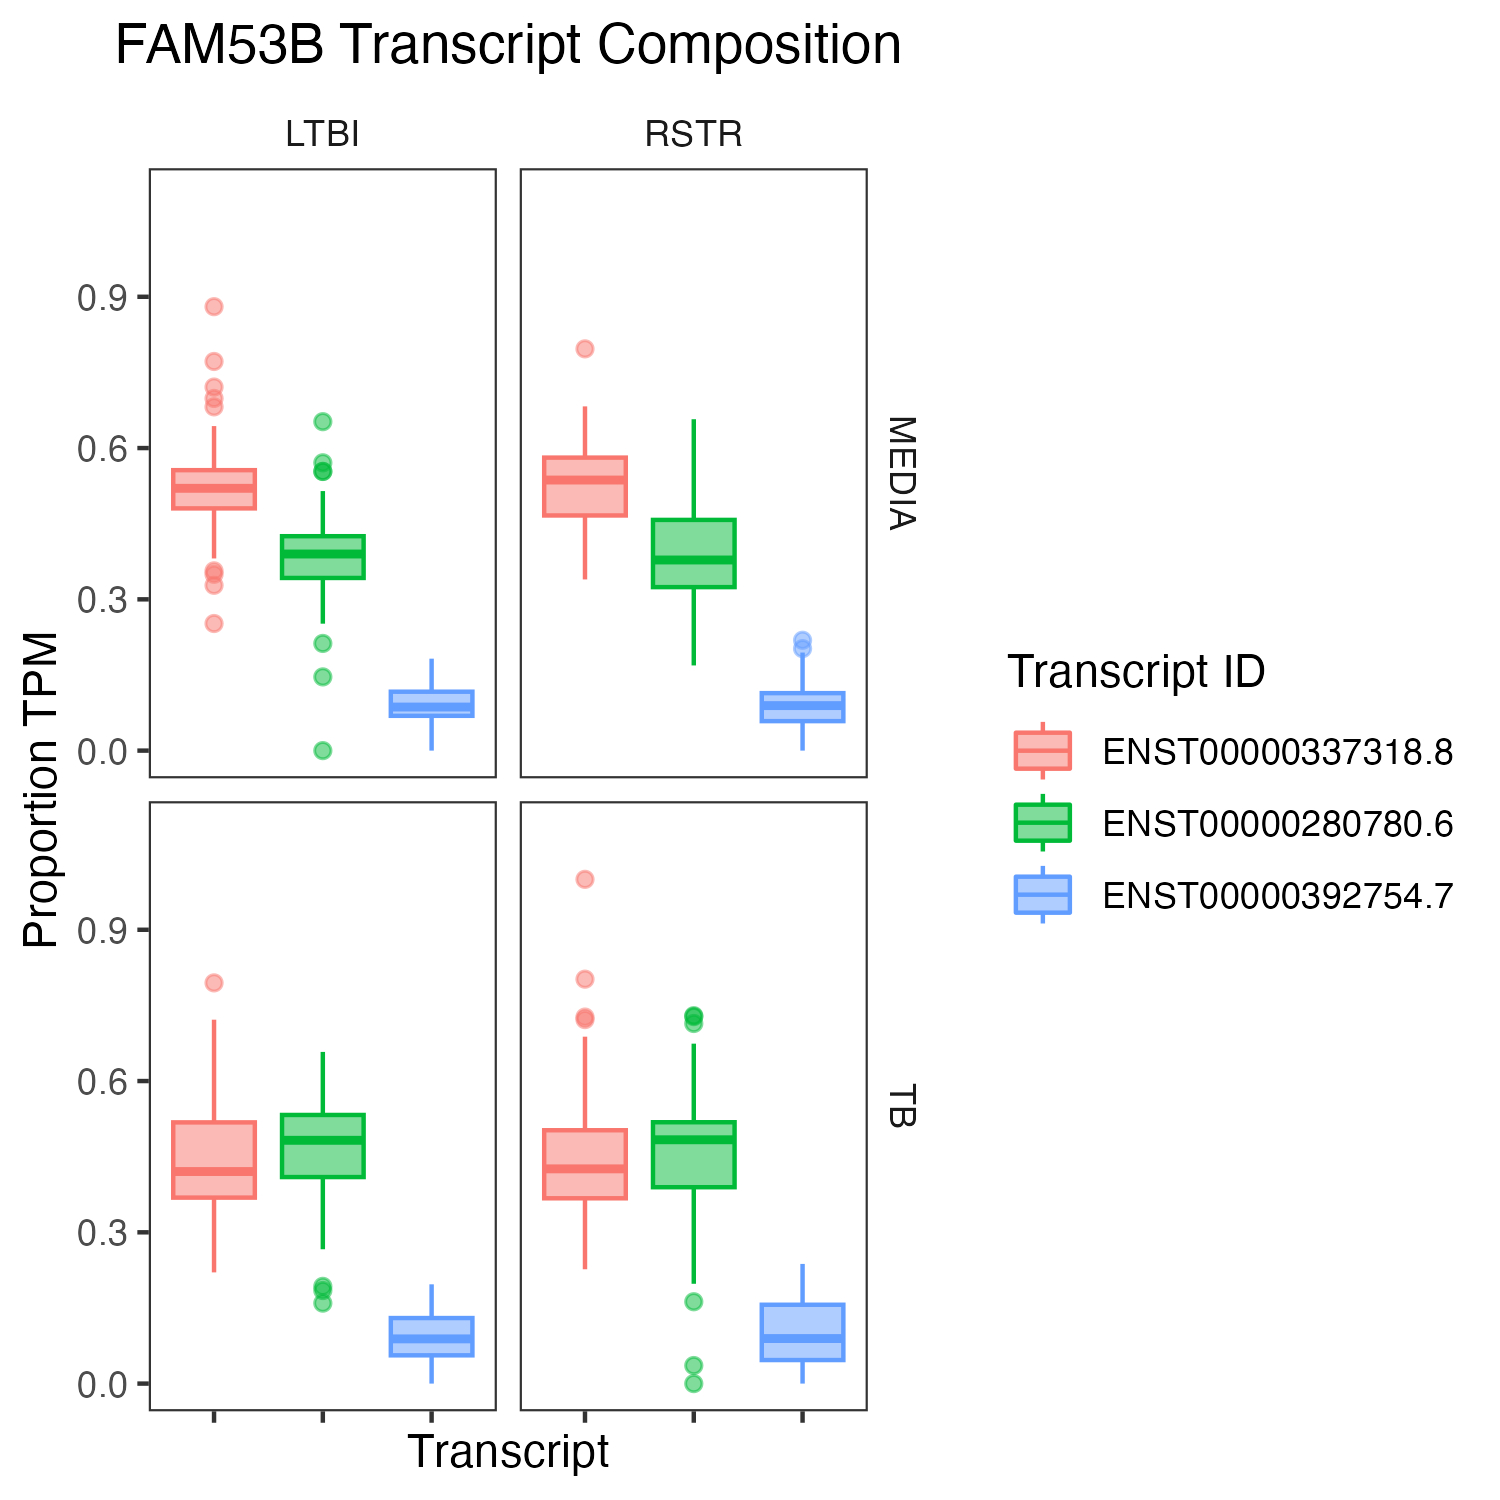 FAM53B Transcript Composition
LTBI
RSTR
0.9
0.6
0.3
0.0
MEDIA
0.9
0.6
0.3
0.0
TB
Proportion TPM
Transcript
Transcript ID
ENST00000337318.8
ENST00000280780.6
ENST00000392754.7